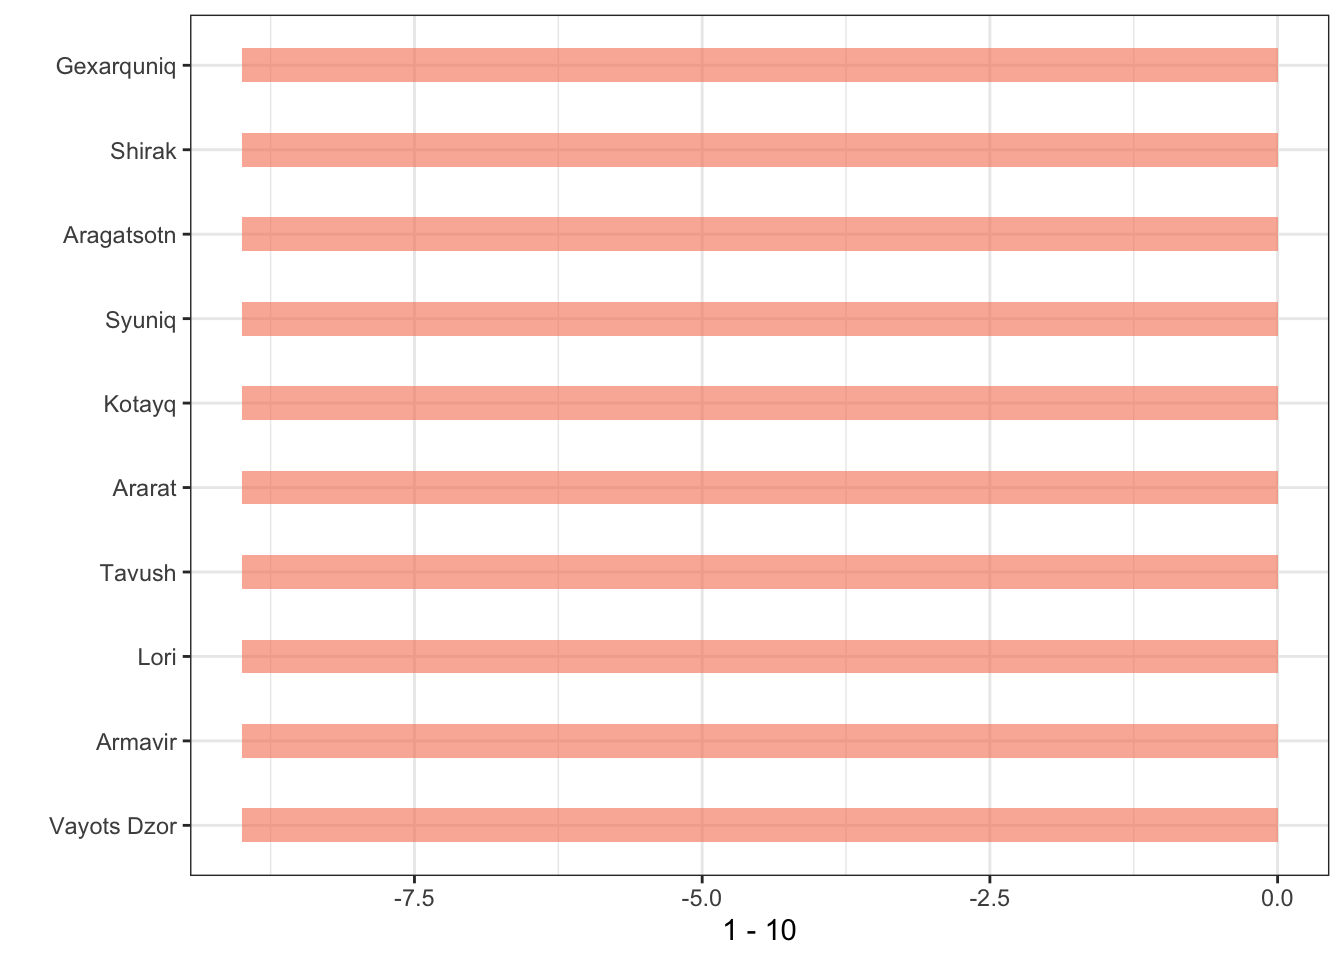 Gexarquniq
Shirak
Aragatsotn
Syuniq
Kotayq
Ararat
Tavush
Lori
Armavir
Vayots Dzor
-7.5 -5.0 -2.5 0.0
1 - 10